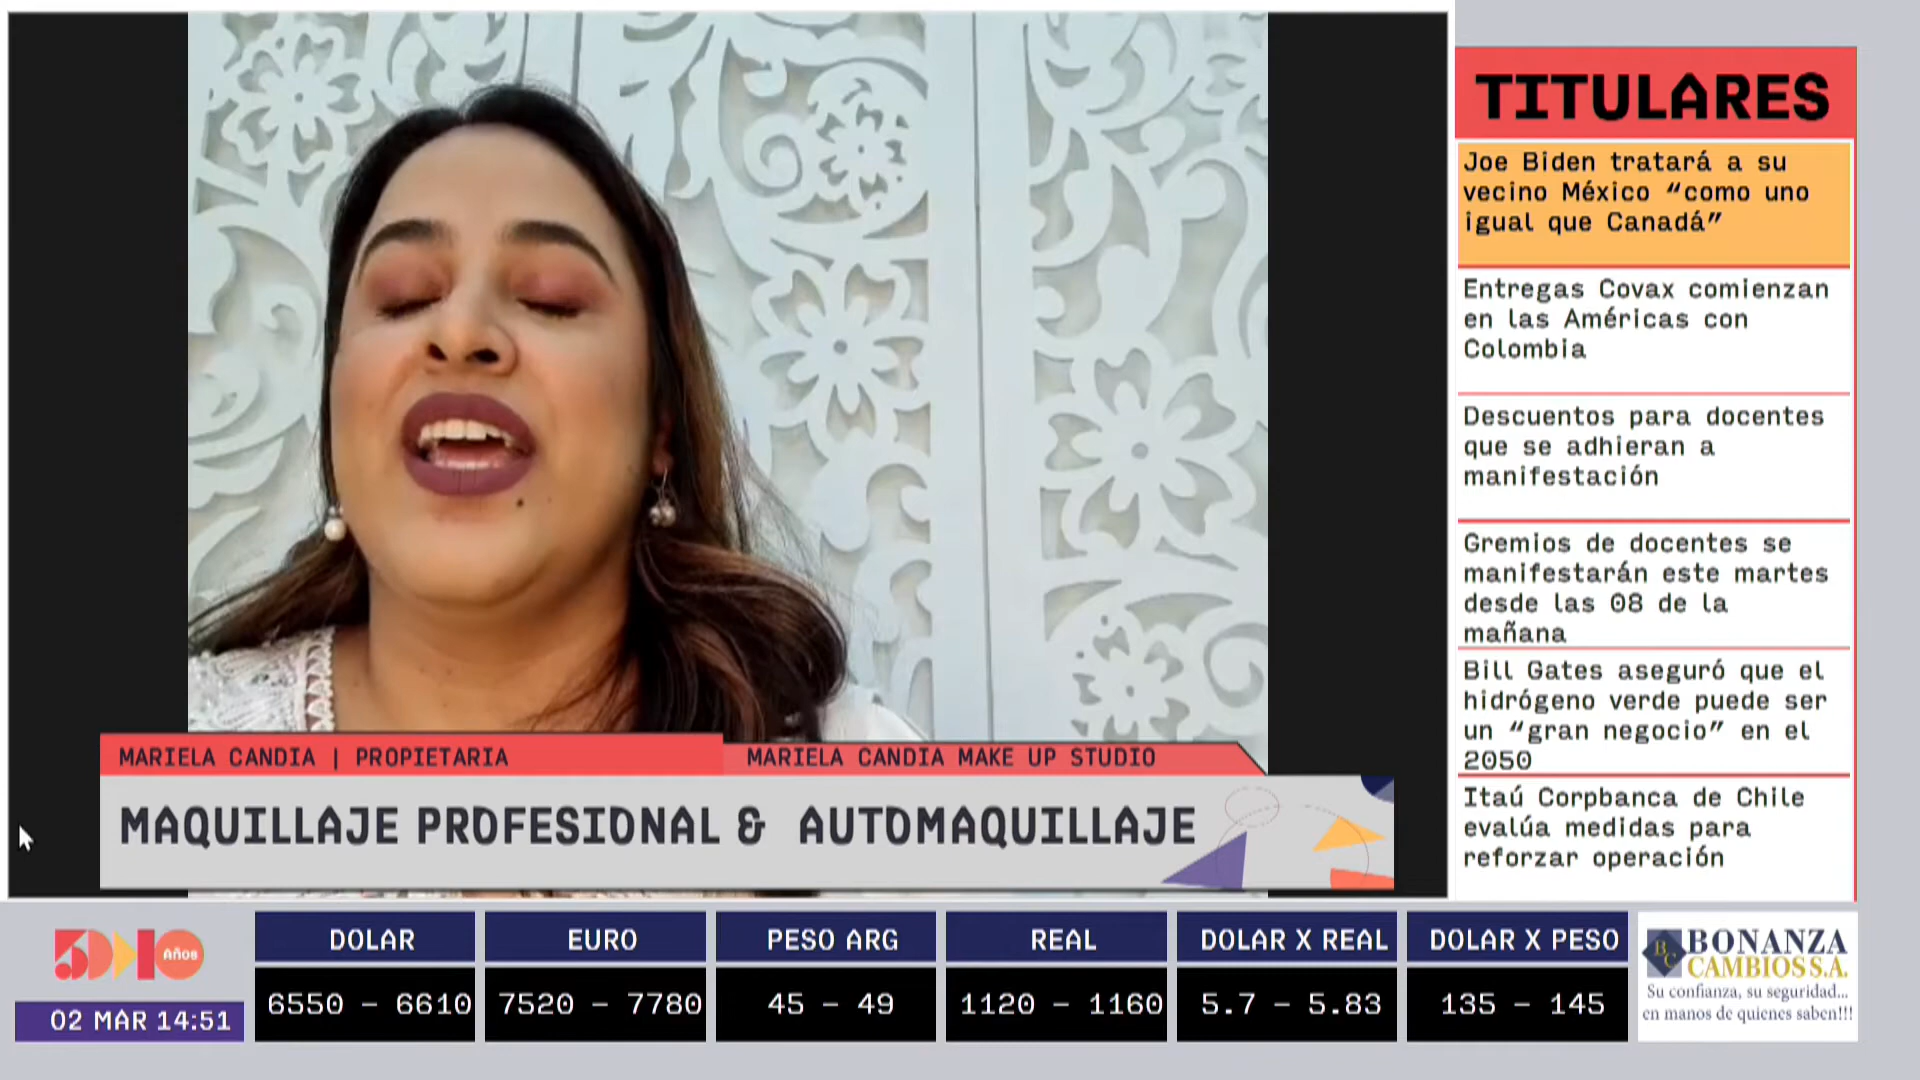 TITULARES
Joe Biden tratará a su
vecino México “como uno
igual que Canadá”
Entregas Covax comienzan
en las Américas con
Colombia
Descuentos para docentes
que se adhieran a
manifestación
Gremios de docentes se
manifestarán este martes
desde las 08 de la
mañana
Bill Gates aseguró que el
hidrógeno verde puede ser
un “gran negocio” en el
2050
Itaú Corpbanca de Chile
evalúa medidas para
reforzar operación
MARIELA CANDIA | PROPIETARIA
MARIELA CANDIA MAKE UP STUDIO
MAQUILLAJE PROFESIONAL & AUTOMAQUILLAJE
Años
02 MAR 14:51
DOLAR
6550 - 6610
EURO
7520 - 7780
PESO ARG
45 - 49
REAL
1120 - 1160
DOLAR X REAL
5.7 - 5.83
DOLAR X PESO
135 - 145
BC
BONANZA
CAMBIOS S.A.
Su confianza, su seguridad...
en manos de quienes saben!!!